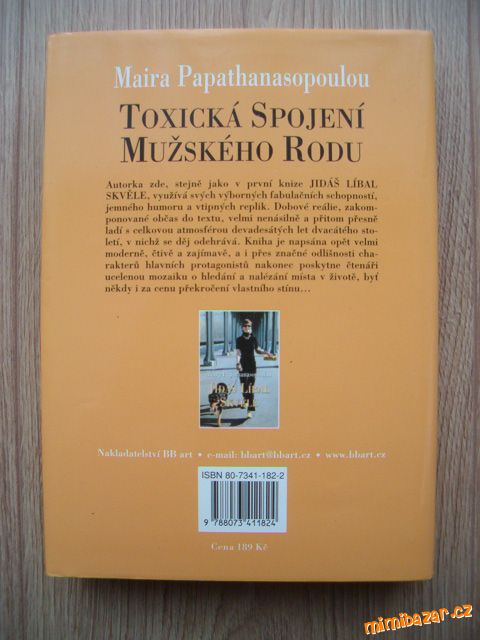 Maira Papathanasopoulou
TOXICKÁ SPOJENÍ
MUŽSKÉHO RODU
Autorka zde, stejně jako v první knize JIDÁŠ LÍBAL
SKVĚLE, využívá svých výborných fabulačních schopností,
jemného humoru a vtipných replik. Dobové reálie, zakom-
ponované občas do textu, velmi nenásilně a přitom přesně
ladí s celkovou atmosférou devadesátých let dvacátého sto-
letí, v nichž se děj odehrává. Kniha je napsána opět velmi
moderně, čtivě a zajímavě, a i přes značné odlišnosti cha-
rakterů hlavních protagonistů nakonec poskytne čtenáři
ucelenou mozaiku o hledání a nalézání místa v životě, byť
někdy i za cenu překročení vlastního stínu...
JIDÁŠ LÍBAL
SKVĚLE
Nakladatelství BB art • e-mail: bbart@bbart.cz • www.bbart.cz
ISBN 80-7341-182-2
9 788073 411824
Cena 189 Kč
mimibazar.cz